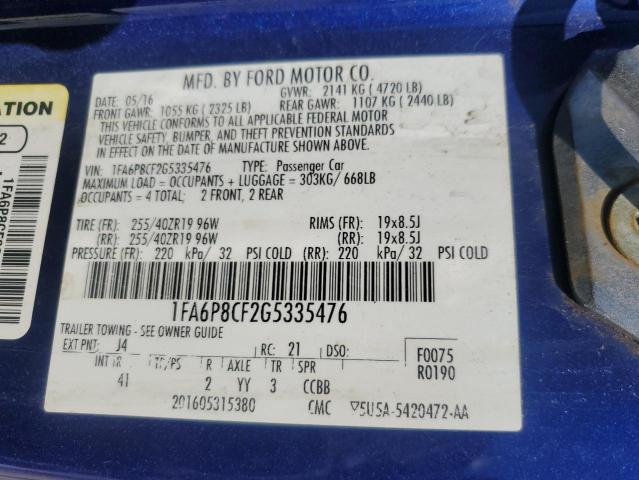 MFD. BY FORD MOTOR CO.
DATE: 05/16 GVWR: 2141 KG ( 4720 LB)
FRONT GAWR: 1055 KG ( 2325 LB) REAR GAWR: 1107 KG ( 2440 LB)
THIS VEHICLE CONFORMS TO ALL APPLICABLE FEDERAL MOTOR
VEHICLE SAFETY, BUMPER, AND THEFT PREVENTION STANDARDS
IN EFFECT ON THE DATE OF MANUFACTURE SHOWN ABOVE.
VIN: 1FA6P8CF2G5335476 TYPE: Passenger Car
MAXIMUM LOAD = OCCUPANTS + LUGGAGE = 303KG/ 668LB
OCCUPANTS = 4 TOTAL; 2 FRONT, 2 REAR
TIRE (FR): 255/40ZR19 96W RIMS (FR): 19x8.5J
(RR): 255/40ZR19 96W (RR): 19x8.5J
PRESSURE (FR): 220 kPa/ 32 PSI COLD (RR): 220 kPa/ 32 PSI COLD
1FA6P8CF2G5335476
TRAILER TOWING - SEE OWNER GUIDE
EXT PNT: J4 RC: 21 DSO: F0075
INT TR TP/PS R AXLE TR SPR R0190
41 2 YY 3 CCBB
201605315380 CMC 5U5A-5420472-AA
ATION
2
1FA6P8CF